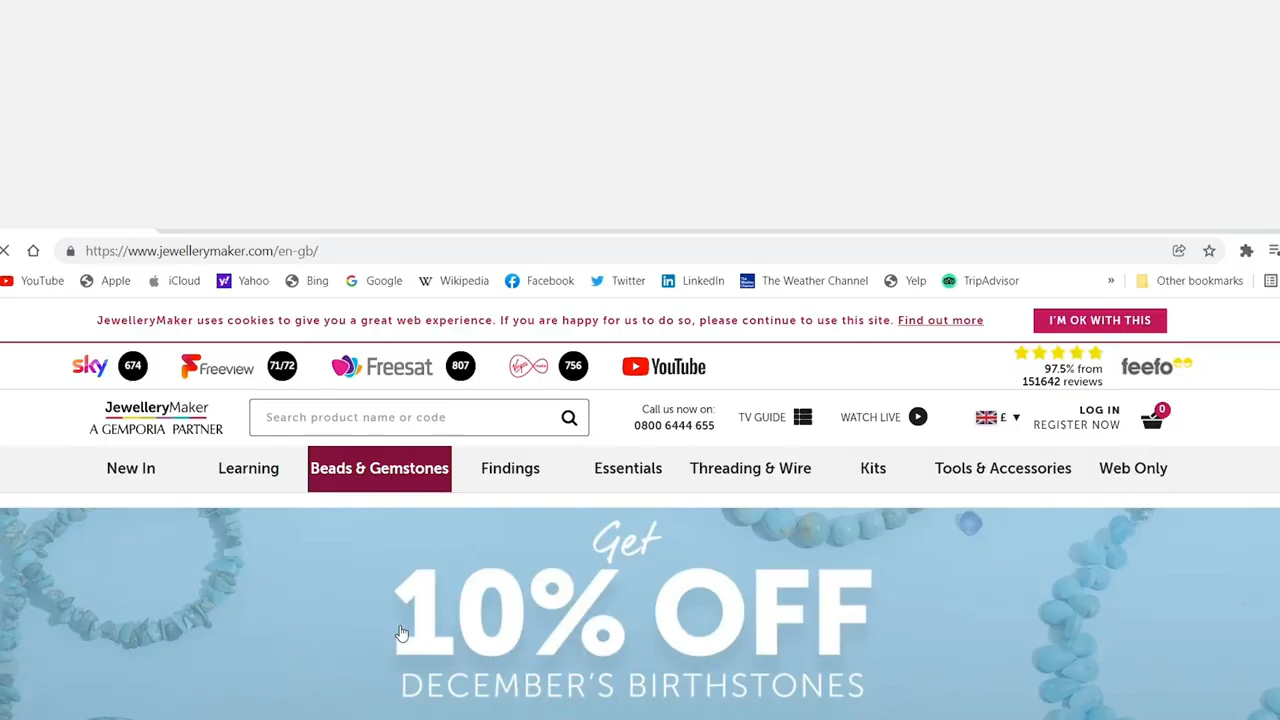 https://www.jewellerymaker.com/en-gb/
YouTube Apple iCloud Yahoo Bing Google Wikipedia Facebook Twitter LinkedIn The Weather Channel Yelp TripAdvisor » Other bookmarks
JewelleryMaker uses cookies to give you a great web experience. If you are happy for us to do so, please continue to use this site. Find out more
I'M OK WITH THIS
sky 674 Freeview 71/72 Freesat 807 Virgin media 756 YouTube
97.5% from
151642 reviews
feefo
JewelleryMaker
A GEMPORIA PARTNER
Search product name or code
Call us now on:
0800 6444 655
TV GUIDE
WATCH LIVE
£
LOG IN
REGISTER NOW
0
New In Learning Beads & Gemstones Findings Essentials Threading & Wire Kits Tools & Accessories Web Only
Get
10% OFF
DECEMBER'S BIRTHSTONES